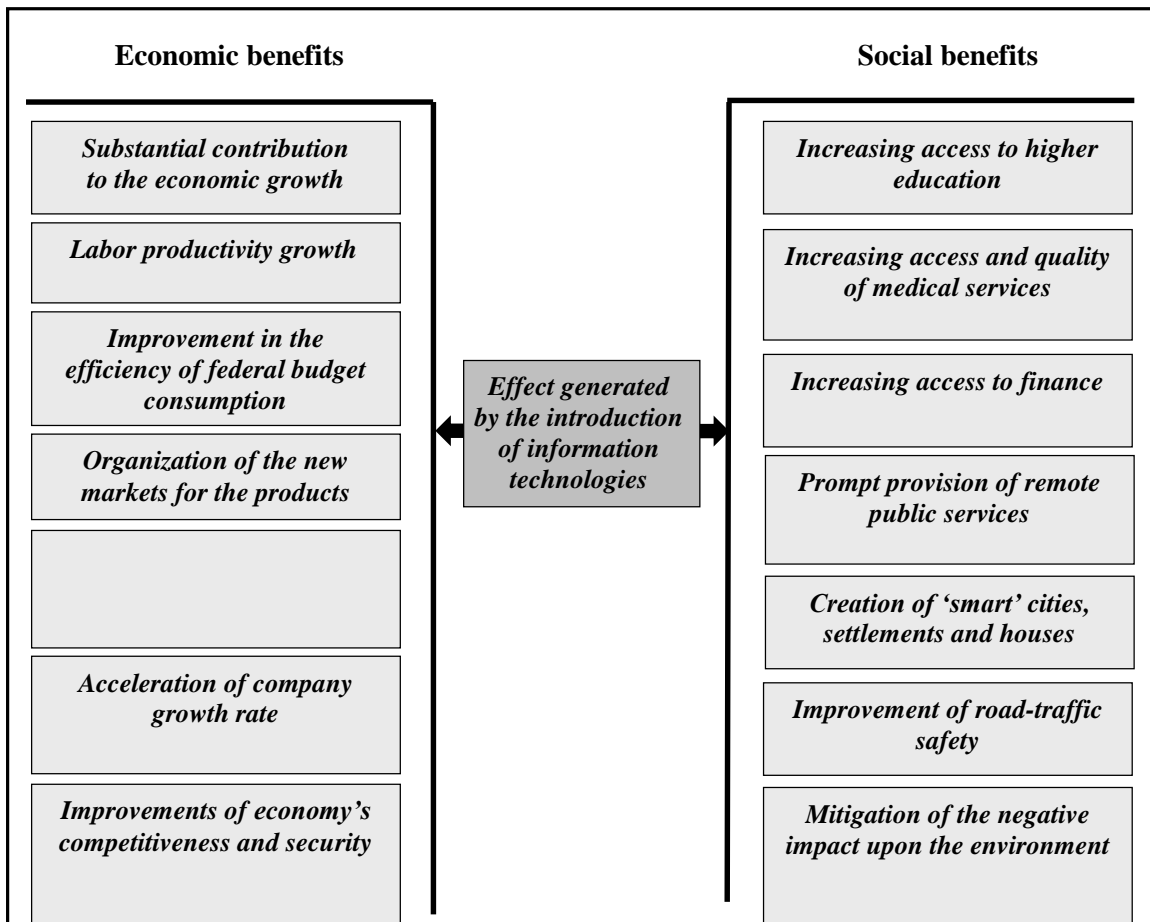 Economic benefits
Substantial contribution
to the economic growth
Labor productivity growth
Improvement in the
efficiency of federal budget
consumption
Organization of the new
markets for the products
Acceleration of company
growth rate
Improvements of economy’s
competitiveness and security
Effect generated
by the introduction
of information
technologies
Social benefits
Increasing access to higher
education
Increasing access and quality
of medical services
Increasing access to finance
Prompt provision of remote
public services
Creation of ‘smart’ cities,
settlements and houses
Improvement of road-traffic
safety
Mitigation of the negative
impact upon the environment